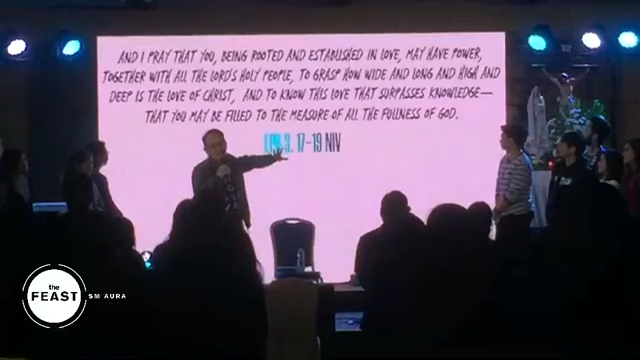 AND I PRAY THAT YOU, BEING ROOTED AND ESTABLISHED IN LOVE, MAY HAVE POWER,
TOGETHER WITH ALL THE LORD'S HOLY PEOPLE, TO GRASP HOW WIDE AND LONG AND HIGH AND
DEEP IS THE LOVE OF CHRIST, AND TO KNOW THIS LOVE THAT SURPASSES KNOWLEDGE—
THAT YOU MAY BE FILLED TO THE MEASURE OF ALL THE FULLNESS OF GOD.
17-19 NIV
the
FEAST
SM AURA